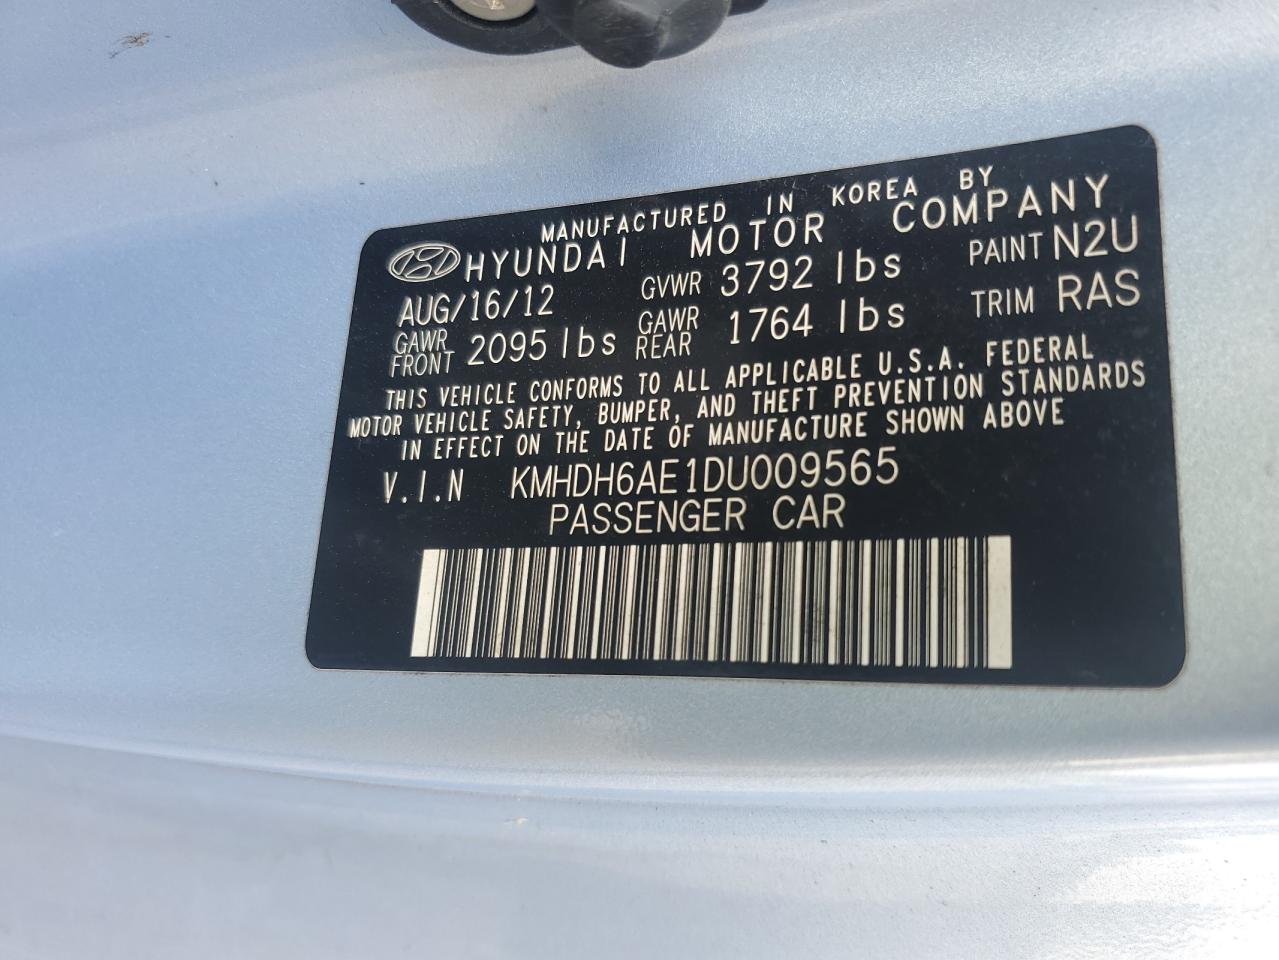 MANUFACTURED IN KOREA BY
HYUNDAI MOTOR COMPANY
AUG/16/12 GVWR 3792 lbs PAINT N2U
GAWR FRONT 2095 lbs GAWR REAR 1764 lbs TRIM RAS
THIS VEHICLE CONFORMS TO ALL APPLICABLE U.S.A. FEDERAL
MOTOR VEHICLE SAFETY, BUMPER, AND THEFT PREVENTION STANDARDS
IN EFFECT ON THE DATE OF MANUFACTURE SHOWN ABOVE
V.I.N KMHDH6AE1DU009565
PASSENGER CAR